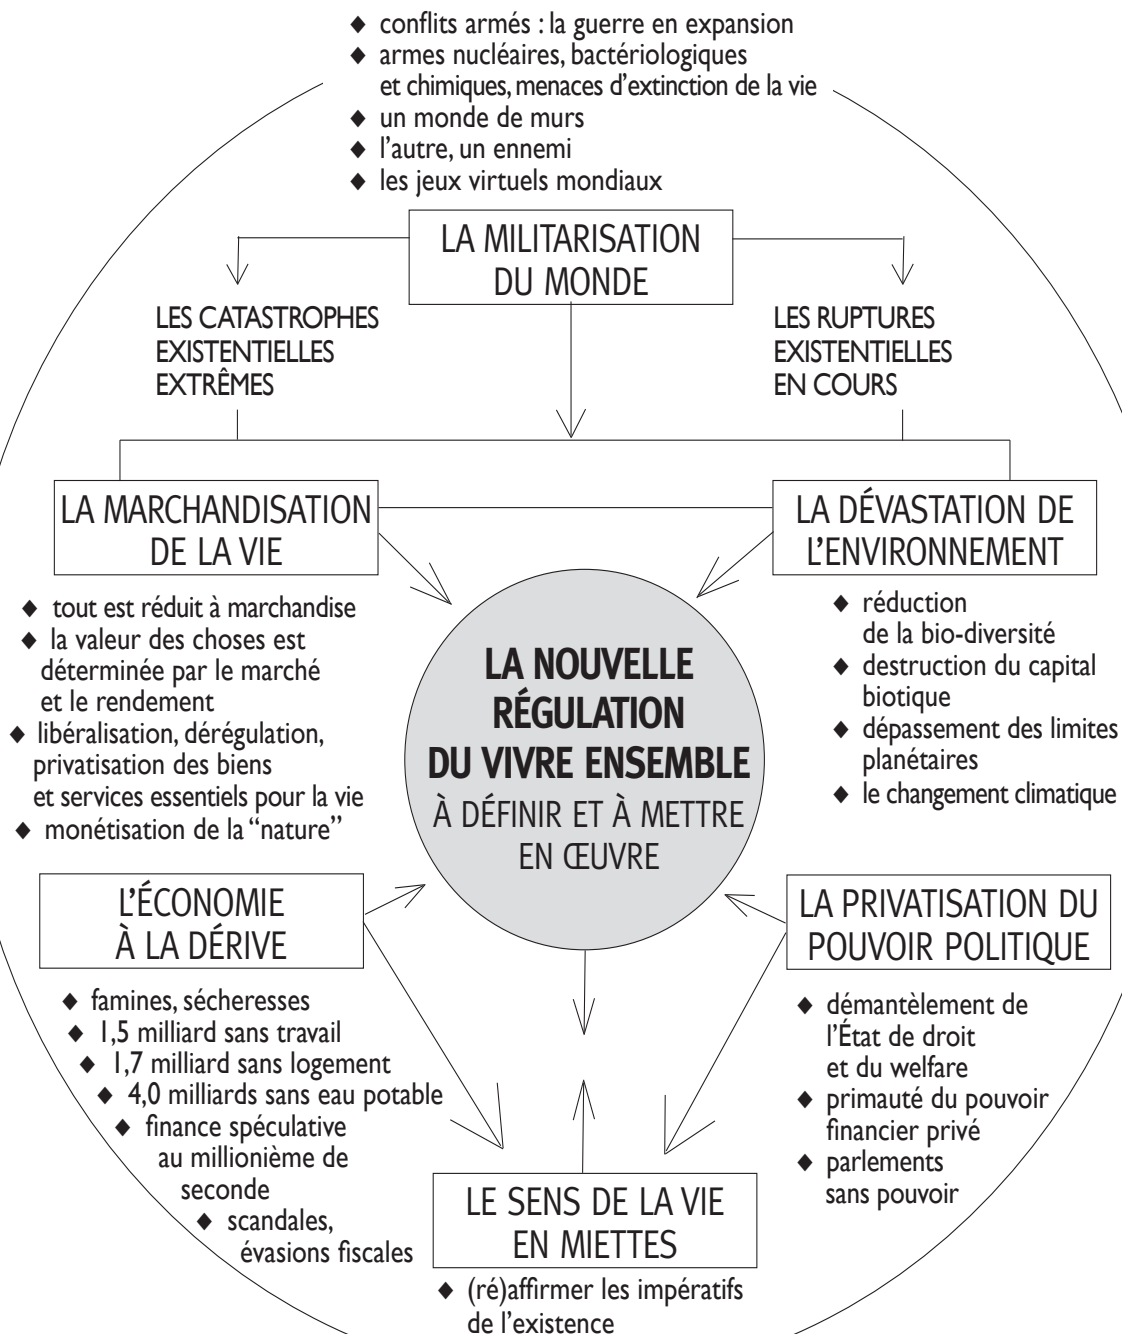 ◆ conflits armés : la guerre en expansion
◆ armes nucléaires, bactériologiques
et chimiques, menaces d’extinction de la vie
◆ un monde de murs
◆ l’autre, un ennemi
◆ les jeux virtuels mondiaux
LA MILITARISATION
DU MONDE
LES CATASTROPHES
EXISTENTIELLES
EXTRÊMES
LES RUPTURES
EXISTENTIELLES
EN COURS
LA MARCHANDISATION
DE LA VIE
◆ tout est réduit à marchandise
◆ la valeur des choses est
déterminée par le marché
et le rendement
◆ libéralisation, dérégulation,
privatisation des biens
et services essentiels pour la vie
◆ monétisation de la “nature”
LA DÉVASTATION DE
L’ENVIRONNEMENT
◆ réduction
de la bio-diversité
◆ destruction du capital
biotique
◆ dépassement des limites
planétaires
◆ le changement climatique
LA NOUVELLE
RÉGULATION
DU VIVRE ENSEMBLE
À DÉFINIR ET À METTRE
EN ŒUVRE
L’ÉCONOMIE
À LA DÉRIVE
◆ famines, sécheresses
◆ 1,5 milliard sans travail
◆ 1,7 milliard sans logement
◆ 4,0 milliards sans eau potable
◆ finance spéculative
au millionième de
seconde
◆ scandales,
évasions fiscales
LA PRIVATISATION DU
POUVOIR POLITIQUE
◆ démantèlement de
l’État de droit
et du welfare
◆ primauté du pouvoir
financier privé
◆ parlements
sans pouvoir
LE SENS DE LA VIE
EN MIETTES
◆ (ré)affirmer les impératifs
de l’existence